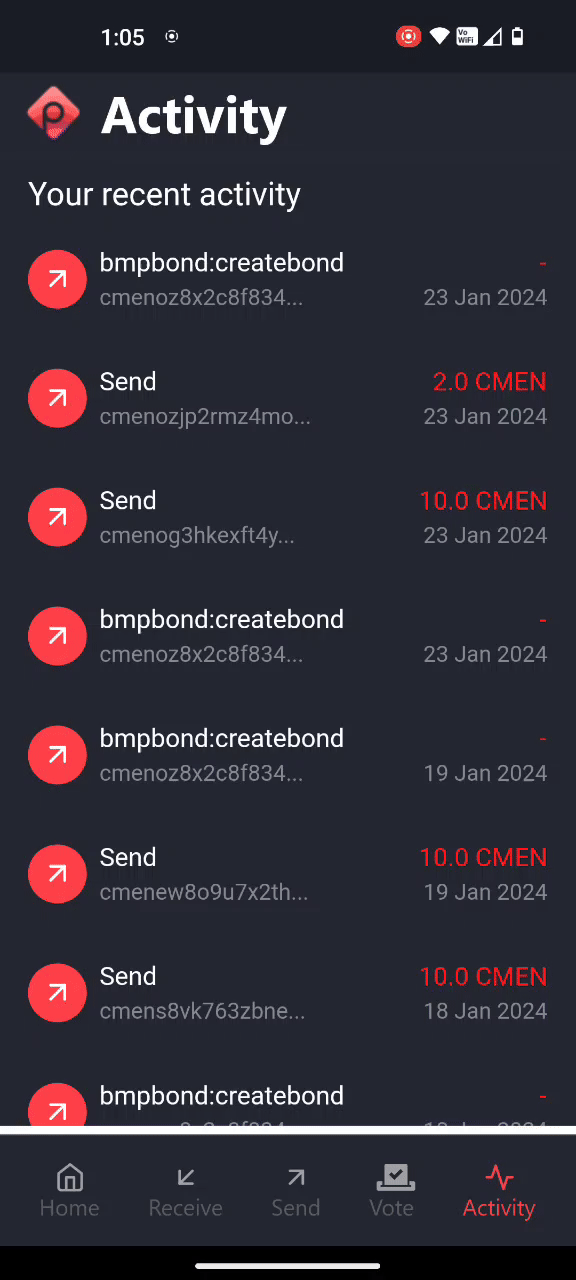 1:05
Vo WiFi
P Activity
Your recent activity
bmpbond:createbond -
cmenoz8x2c8f834... 23 Jan 2024
Send 2.0 CMEN
cmenozjp2rmz4mo... 23 Jan 2024
Send 10.0 CMEN
cmenog3hkexft4y... 23 Jan 2024
bmpbond:createbond -
cmenoz8x2c8f834... 23 Jan 2024
bmpbond:createbond -
cmenoz8x2c8f834... 19 Jan 2024
Send 10.0 CMEN
cmenew8o9u7x2th... 19 Jan 2024
Send 10.0 CMEN
cmens8vk763zbne... 18 Jan 2024
bmpbond:createbond -
Home Receive Send Vote Activity